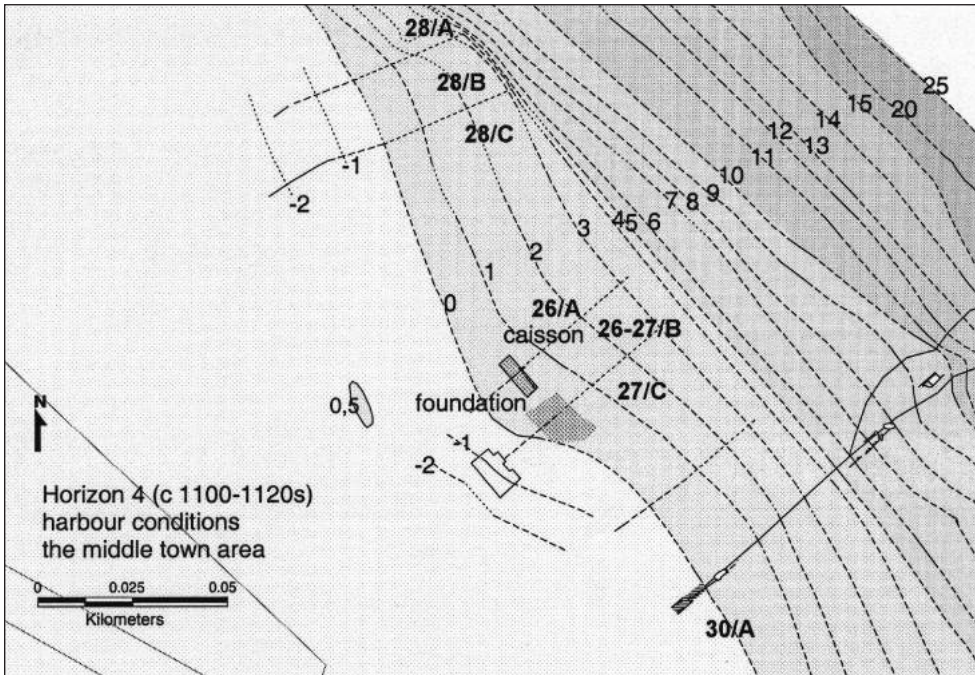 28/A
28/B
28/C
-1
-2
25
20
15
14
13
12
11
10
9
8
7
6
5
4
3
2
1
0
26/A
caisson
26-27/B
27/C
foundation
0,5
-1
-2
N
Horizon 4 (c 1100-1120s)
harbour conditions
the middle town area
0 0.025 0.05
Kilometers
30/A